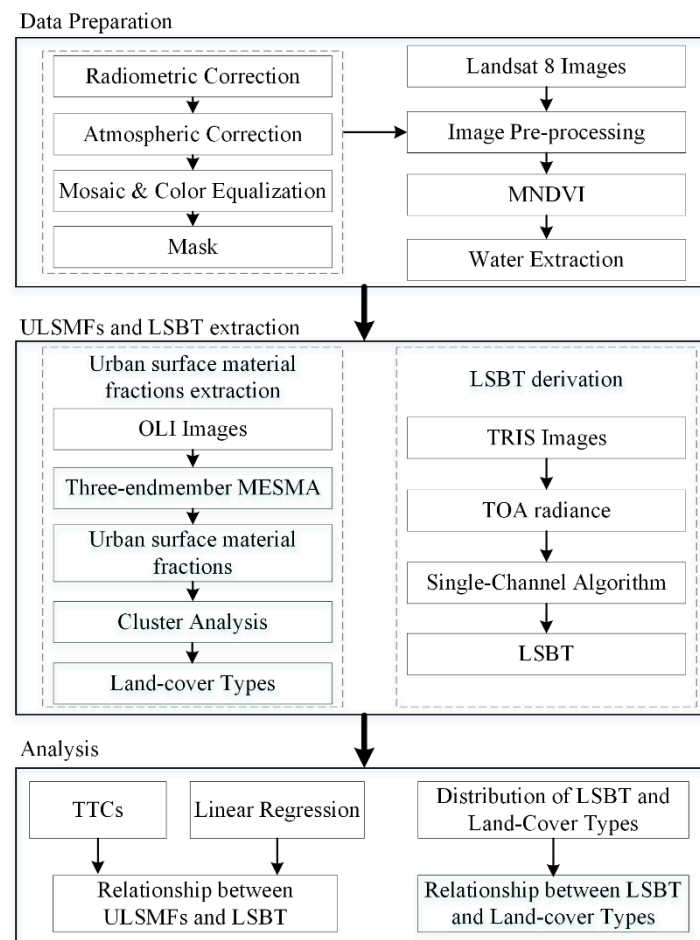 Data Preparation
Radiometric Correction
Atmospheric Correction
Mosaic & Color Equalization
Mask
Landsat 8 Images
Image Pre-processing
MNDVI
Water Extraction
ULSMFs and LSBT extraction
Urban surface material
fractions extraction
OLI Images
Three-endmember MESMA
Urban surface material
fractions
Cluster Analysis
Land-cover Types
LSBT derivation
TRIS Images
TOA radiance
Single-Channel Algorithm
LSBT
Analysis
TTCs
Linear Regression
Relationship between
ULSMFs and LSBT
Distribution of LSBT and
Land-Cover Types
Relationship between LSBT
and Land-cover Types